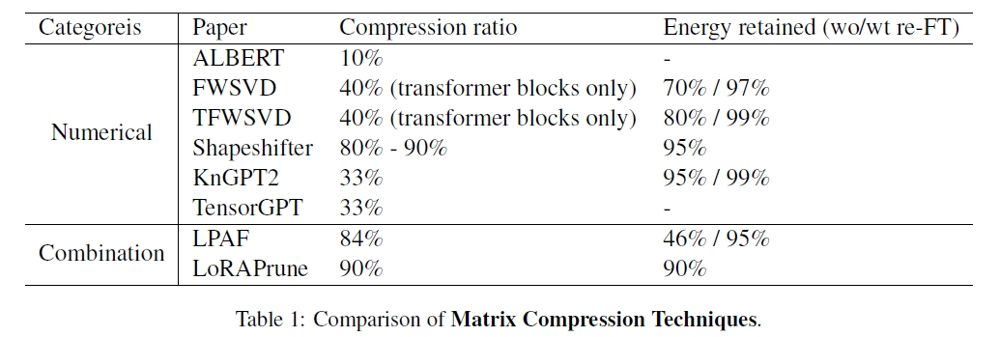 Categoreis Paper Compression ratio Energy retained (wo/wt re-FT)
ALBERT 10% -
FWSVD 40% (transformer blocks only) 70% / 97%
TFWSVD 40% (transformer blocks only) 80% / 99%
Numerical
Shapeshifter 80% - 90% 95%
KnGPT2 33% 95% / 99%
TensorGPT 33% -
LPAF 84% 46% / 95%
Combination
LoRAPrune 90% 90%
Table 1: Comparison of Matrix Compression Techniques.